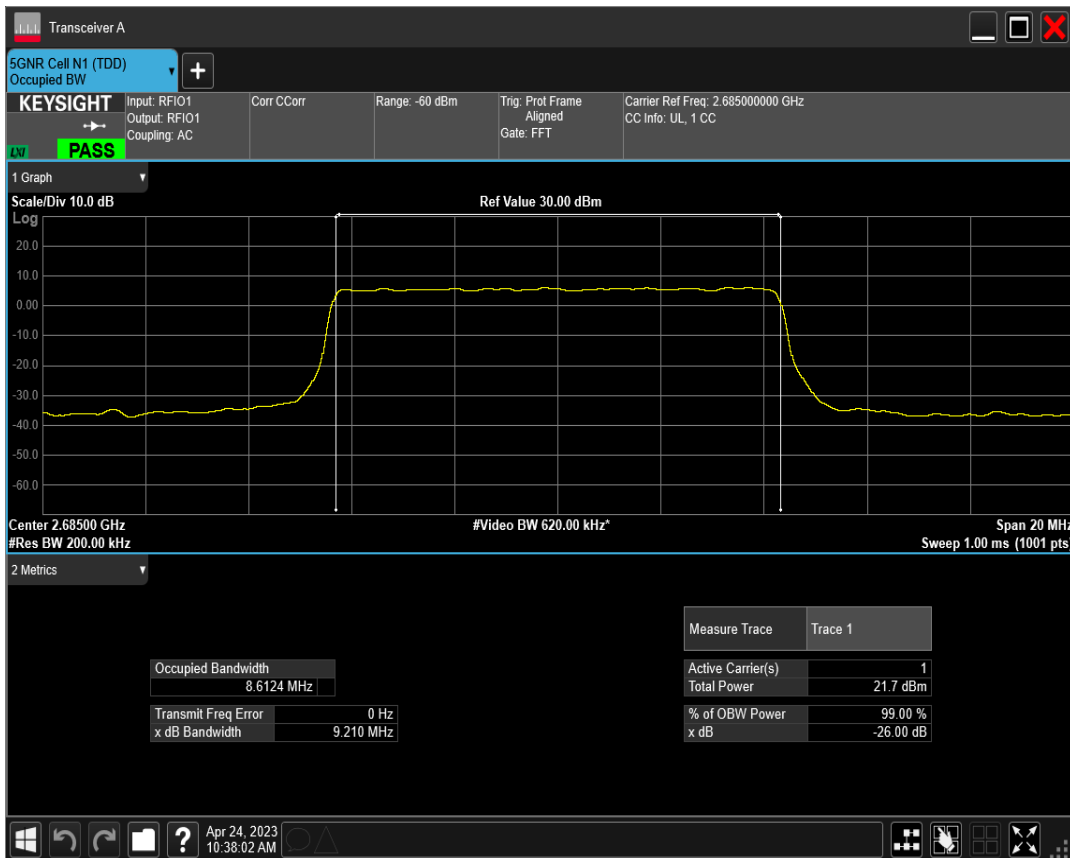 Transceiver A
5GNR Cell N1 (TDD)
Occupied BW
KEYSIGHT
LXI
PASS
Input: RFIO1
Output: RFIO1
Coupling: AC
Corr CCorr
Range: -60 dBm
Trig: Prot Frame
Aligned
Gate: FFT
Carrier Ref Freq: 2.685000000 GHz
CC Info: UL, 1 CC
1 Graph
Scale/Div 10.0 dB
Ref Value 30.00 dBm
Log
20.0
10.0
0.00
-10.0
-20.0
-30.0
-40.0
-50.0
-60.0
Center 2.68500 GHz
#Video BW 620.00 kHz*
Span 20 MHz
#Res BW 200.00 kHz
Sweep 1.00 ms (1001 pts)
2 Metrics
Measure Trace Trace 1
Occupied Bandwidth
8.6124 MHz
Active Carrier(s) 1
Total Power 21.7 dBm
Transmit Freq Error 0 Hz
x dB Bandwidth 9.210 MHz
% of OBW Power 99.00 %
x dB -26.00 dB
?
Apr 24, 2023
10:38:02 AM